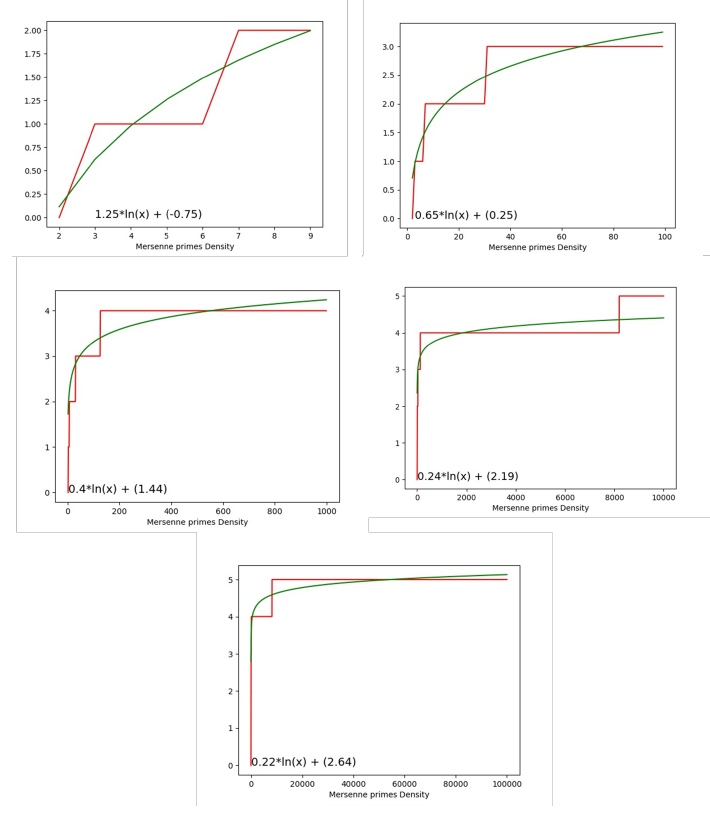 2.00
1.75
1.50
1.25
1.00
0.75
0.50
0.25
0.00
1.25*ln(x) + (-0.75)
2 3 4 5 6 7 8 9
Mersenne primes Density
3.0
2.5
2.0
1.5
1.0
0.5
0.0
0.65*ln(x) + (0.25)
0 20 40 60 80 100
Mersenne primes Density
4
3
2
1
0
0.4*ln(x) + (1.44)
0 200 400 600 800 1000
Mersenne primes Density
5
4
3
2
1
0
0.24*ln(x) + (2.19)
0 2000 4000 6000 8000 10000
Mersenne primes Density
5
4
3
2
1
0
0.22*ln(x) + (2.64)
0 20000 40000 60000 80000 100000
Mersenne primes Density